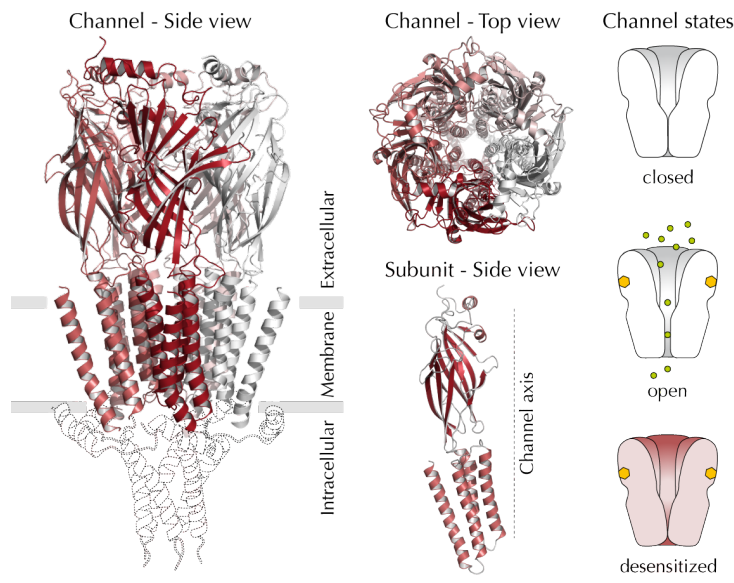 Channel - Side view
Channel - Top view
Channel states
closed
Extracellular
Membrane
Intracellular
Subunit - Side view
Channel axis
open
desensitized